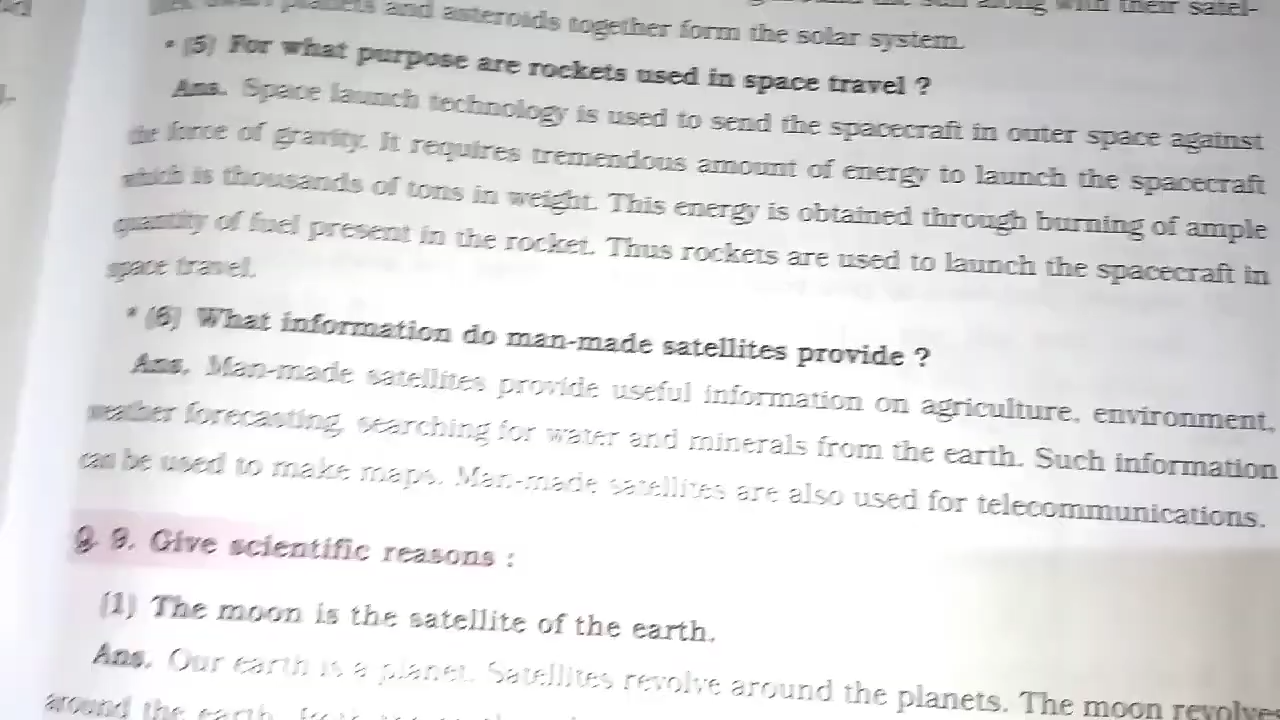 planets and asteroids together form the solar system.
* (5) For what purpose are rockets used in space travel ?
Ans. Space launch technology is used to send the spacecraft in outer space against
the force of gravity. It requires tremendous amount of energy to launch the spacecraft
which is thousands of tons in weight. This energy is obtained through burning of ample
quantity of fuel present in the rocket. Thus rockets are used to launch the spacecraft in
space travel.
* (6) What information do man-made satellites provide ?
Ans. Man-made satellites provide useful information on agriculture, environment,
weather forecasting, searching for water and minerals from the earth. Such information
can be used to make maps. Man-made satellites are also used for telecommunications.
Q. 9. Give scientific reasons :
(1) The moon is the satellite of the earth.
Ans. Our earth is a planet. Satellites revolve around the planets. The moon revolves
around the earth.